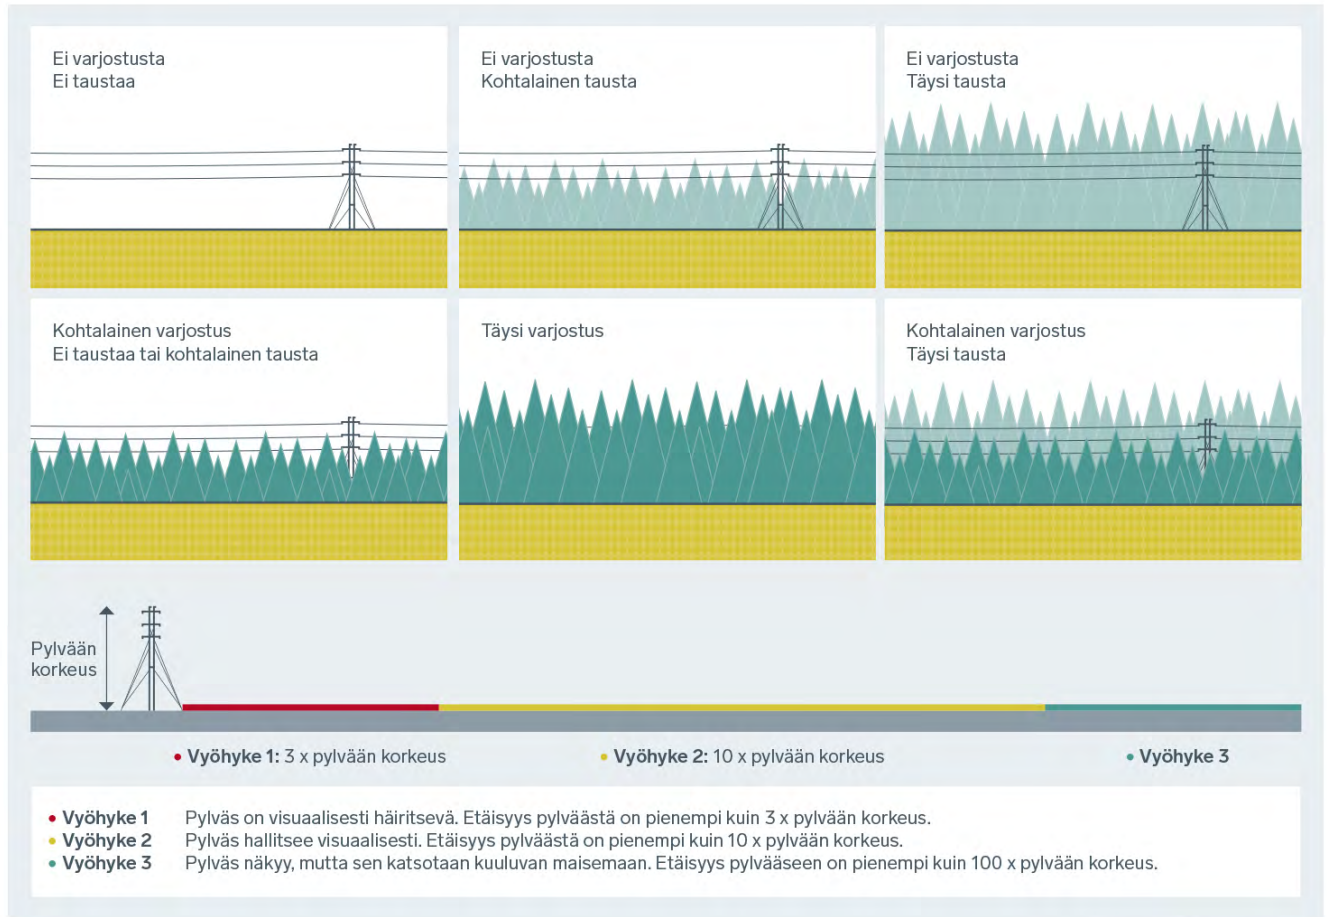 Ei varjostusta
Ei taustaa
Ei varjostusta
Kohtalainen tausta
Ei varjostusta
Täysi tausta
Kohtalainen varjostus
Ei taustaa tai kohtalainen tausta
Täysi varjostus
Kohtalainen varjostus
Täysi tausta
Pylvään
korkeus
• Vyöhyke 1: 3 x pylvään korkeus
• Vyöhyke 2: 10 x pylvään korkeus
• Vyöhyke 3
• Vyöhyke 1 Pylväs on visuaalisesti häiritsevä. Etäisyys pylväästä on pienempi kuin 3 x pylvään korkeus.
• Vyöhyke 2 Pylväs hallitsee visuaalisesti. Etäisyys pylväästä on pienempi kuin 10 x pylvään korkeus.
• Vyöhyke 3 Pylväs näkyy, mutta sen katsotaan kuuluvan maisemaan. Etäisyys pylvääseen on pienempi kuin 100 x pylvään korkeus.